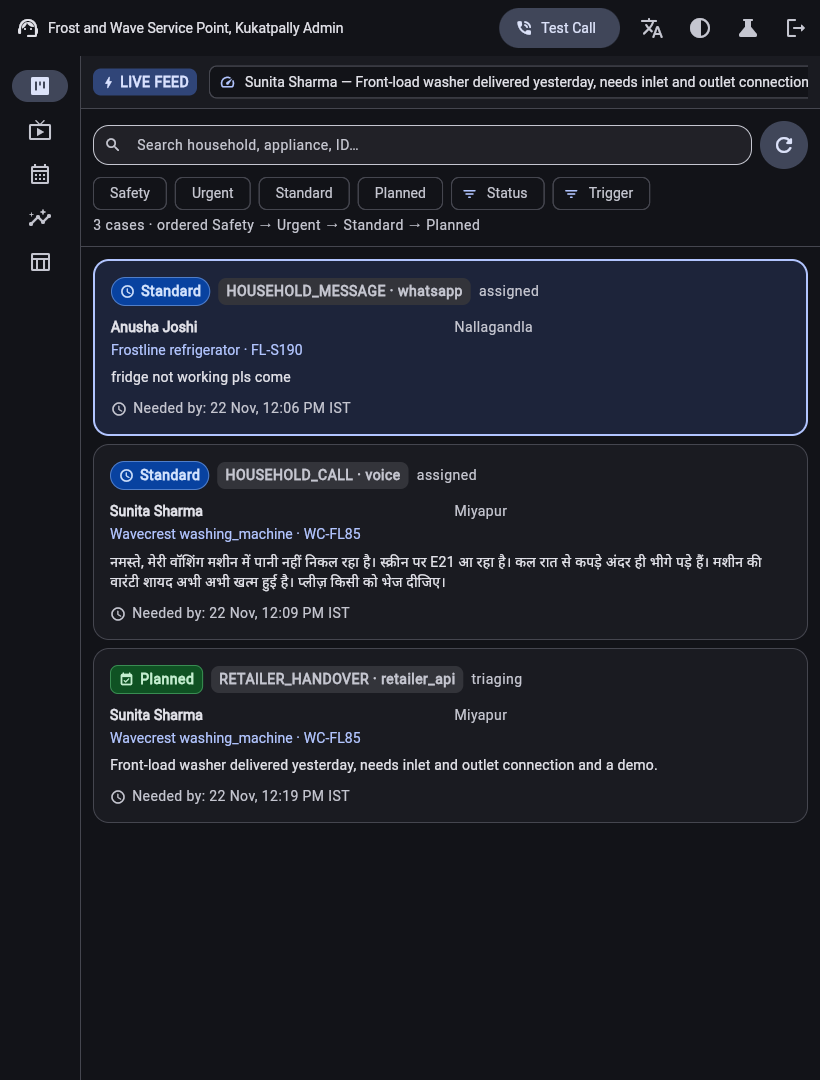 Frost and Wave Service Point, Kukatpally Admin
Test Call
LIVE FEED
Sunita Sharma — Front-load washer delivered yesterday, needs inlet and outlet connection
Search household, appliance, ID…
Safety
Urgent
Standard
Planned
Status
Trigger
3 cases · ordered Safety → Urgent → Standard → Planned
Standard HOUSEHOLD_MESSAGE · whatsapp assigned
Anusha Joshi Nallagandla
Frostline refrigerator · FL-S190
fridge not working pls come
Needed by: 22 Nov, 12:06 PM IST
Standard HOUSEHOLD_CALL · voice assigned
Sunita Sharma Miyapur
Wavecrest washing_machine · WC-FL85
नमस्ते, मेरी वॉशिंग मशीन में पानी नहीं निकल रहा है। स्क्रीन पर E21 आ रहा है। कल रात से कपड़े अंदर ही भीगे पड़े हैं। मशीन की
वारंटी शायद अभी अभी खत्म हुई है। प्लीज़ किसी को भेज दीजिए।
Needed by: 22 Nov, 12:09 PM IST
Planned RETAILER_HANDOVER · retailer_api triaging
Sunita Sharma Miyapur
Wavecrest washing_machine · WC-FL85
Front-load washer delivered yesterday, needs inlet and outlet connection and a demo.
Needed by: 22 Nov, 12:19 PM IST